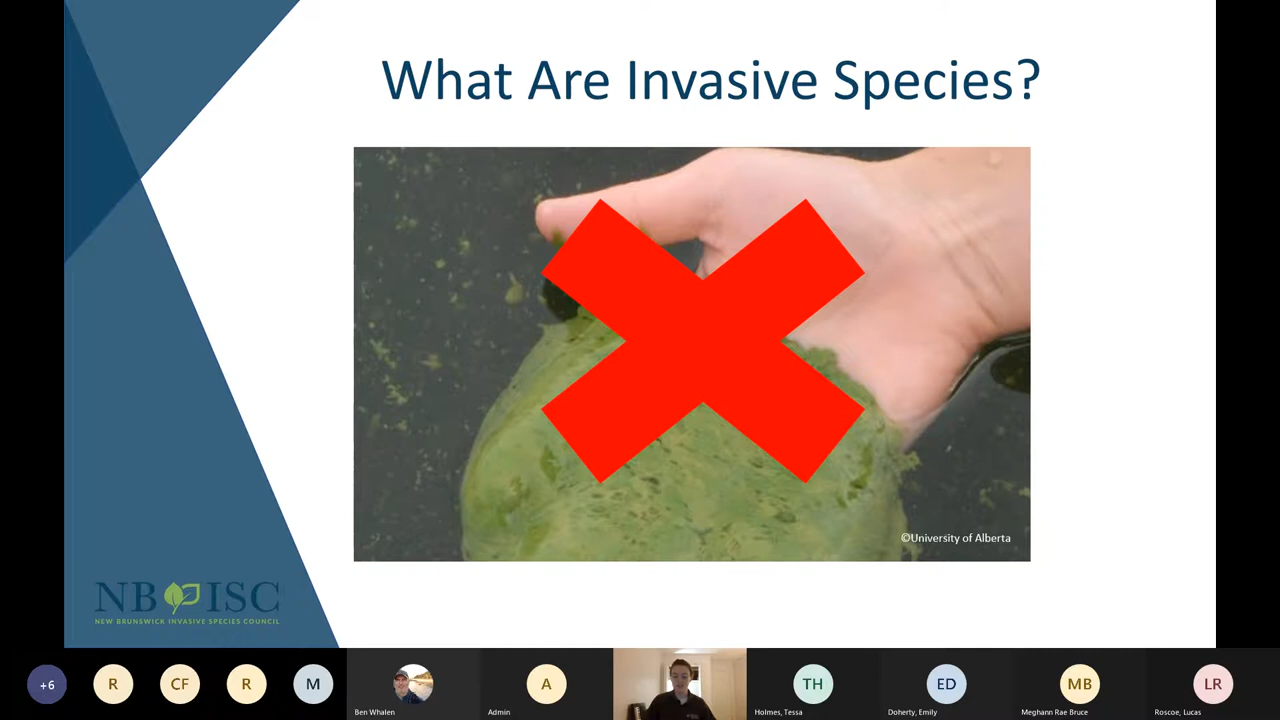 What Are Invasive Species?
©University of Alberta
NB ISC
NEW BRUNSWICK INVASIVE SPECIES COUNCIL
+6
R
CF
R
M
Ben Whalen
A
Admin
TH
Holmes, Tessa
ED
Doherty, Emily
MB
Meghann Rae Bruce
LR
Roscoe, Lucas